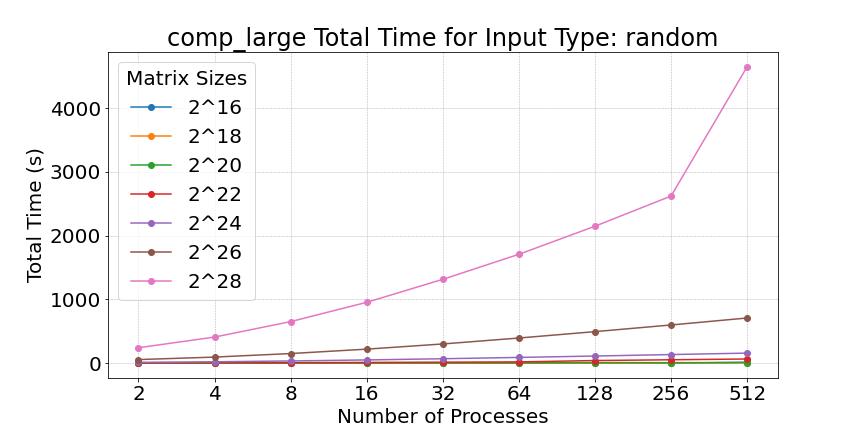 comp_large Total Time for Input Type: random
Matrix Sizes
2^16
2^18
2^20
2^22
2^24
2^26
2^28
Total Time (s)
4000
3000
2000
1000
0
2 4 8 16 32 64 128 256 512
Number of Processes